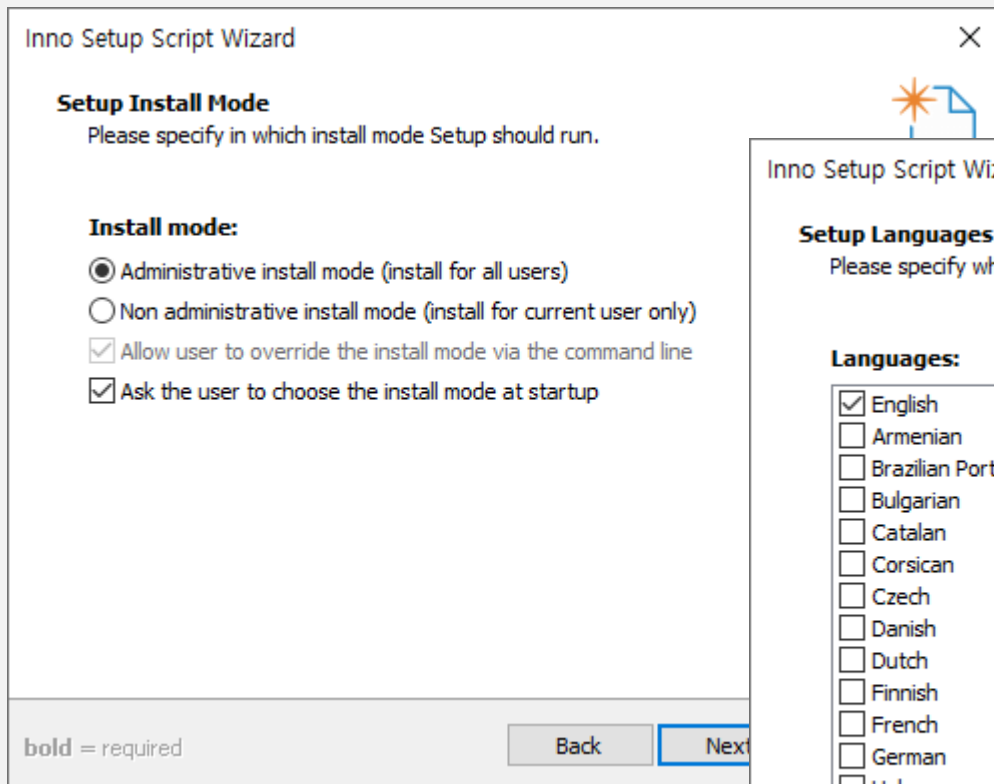 Inno Setup Script Wizard
Setup Install Mode
Please specify in which install mode Setup should run.
Install mode:
Administrative install mode (install for all users)
Non administrative install mode (install for current user only)
Allow user to override the install mode via the command line
Ask the user to choose the install mode at startup
bold = required
Back
Next
Inno Setup Script
Setup Languages
Please specify
Languages:
English
Armenian
Brazilian
Bulgarian
Catalan
Corsican
Czech
Danish
Dutch
Finnish
French
German